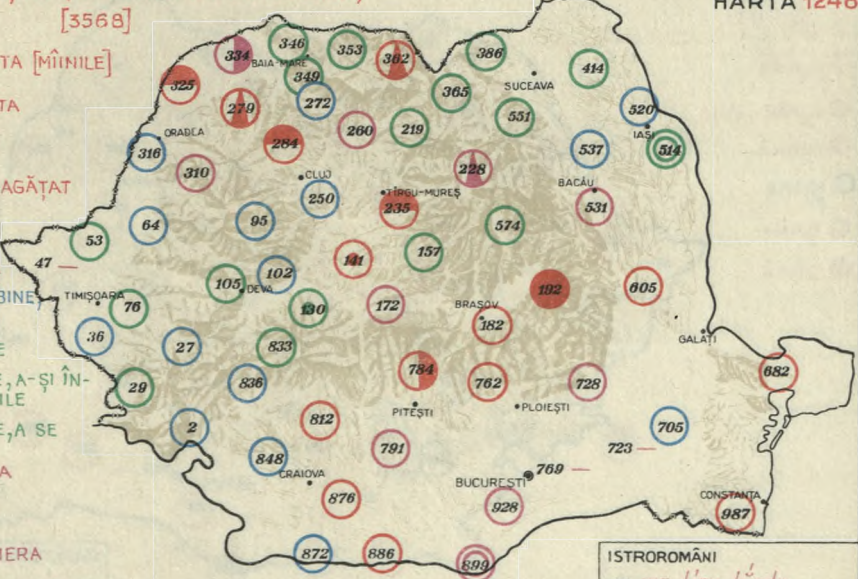 HARTA 1248
[3568]
TA [MÎINILE]
TA
AGĂȚAT
BINE)
E
E, A-ȘI ÎN-
ILE
E, A SE
A
IERA
346
353
386
334
BAIA-MARE
362
414
349
SUCEAVA
325
365
279
272
551
520
260
219
IAȘI
ORADEA
284
514
316
537
228
310
CLUJ
BACĂU
TÎRGU-MUREȘ
250
531
235
95
64
574
53
157
47 —
141
102
105
DEVA
192
605
TIMIȘOARA
76
130
172
BRAȘOV
182
36
GALAȚI
27
833
784
682
29
836
762
728
PITEȘTI
PLOIEȘTI
812
2
705
791
723 —
848
CRAIOVA
769 —
BUCUREȘTI
876
928
CONSTANȚA
987
872
886
899
ISTROROMÂNI